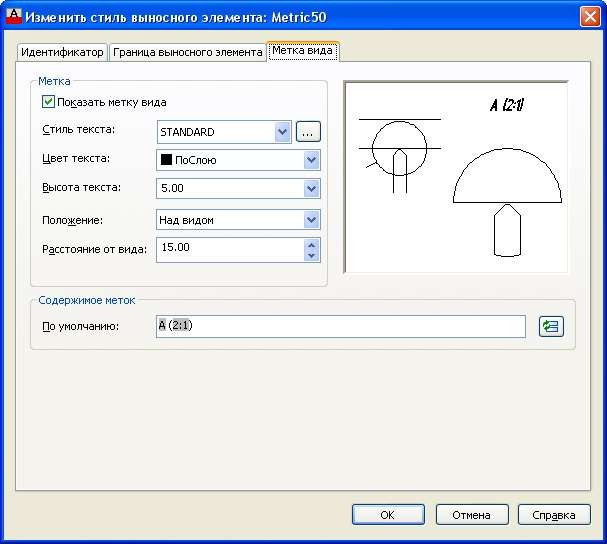 Изменить стиль выносного элемента: Metric50
Идентификатор Граница выносного элемента Метка вида
Метка
Показать метку вида
Стиль текста: STANDARD ...
Цвет текста: ПоСлою
Высота текста: 5.00
Положение: Над видом
Расстояние от вида: 15.00
A (2:1)
Содержимое меток
По умолчанию: A (2:1)
ОК Отмена Справка